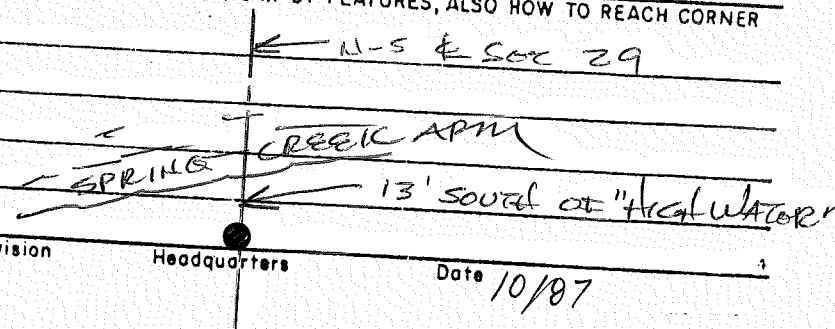 FEATURES, ALSO HOW TO REACH CORNER
N-S ℄ Sec 29
SPRING CREEK ARM
13' SOUTH OF "HIGH WATER"
Headquarters
Date 10/87